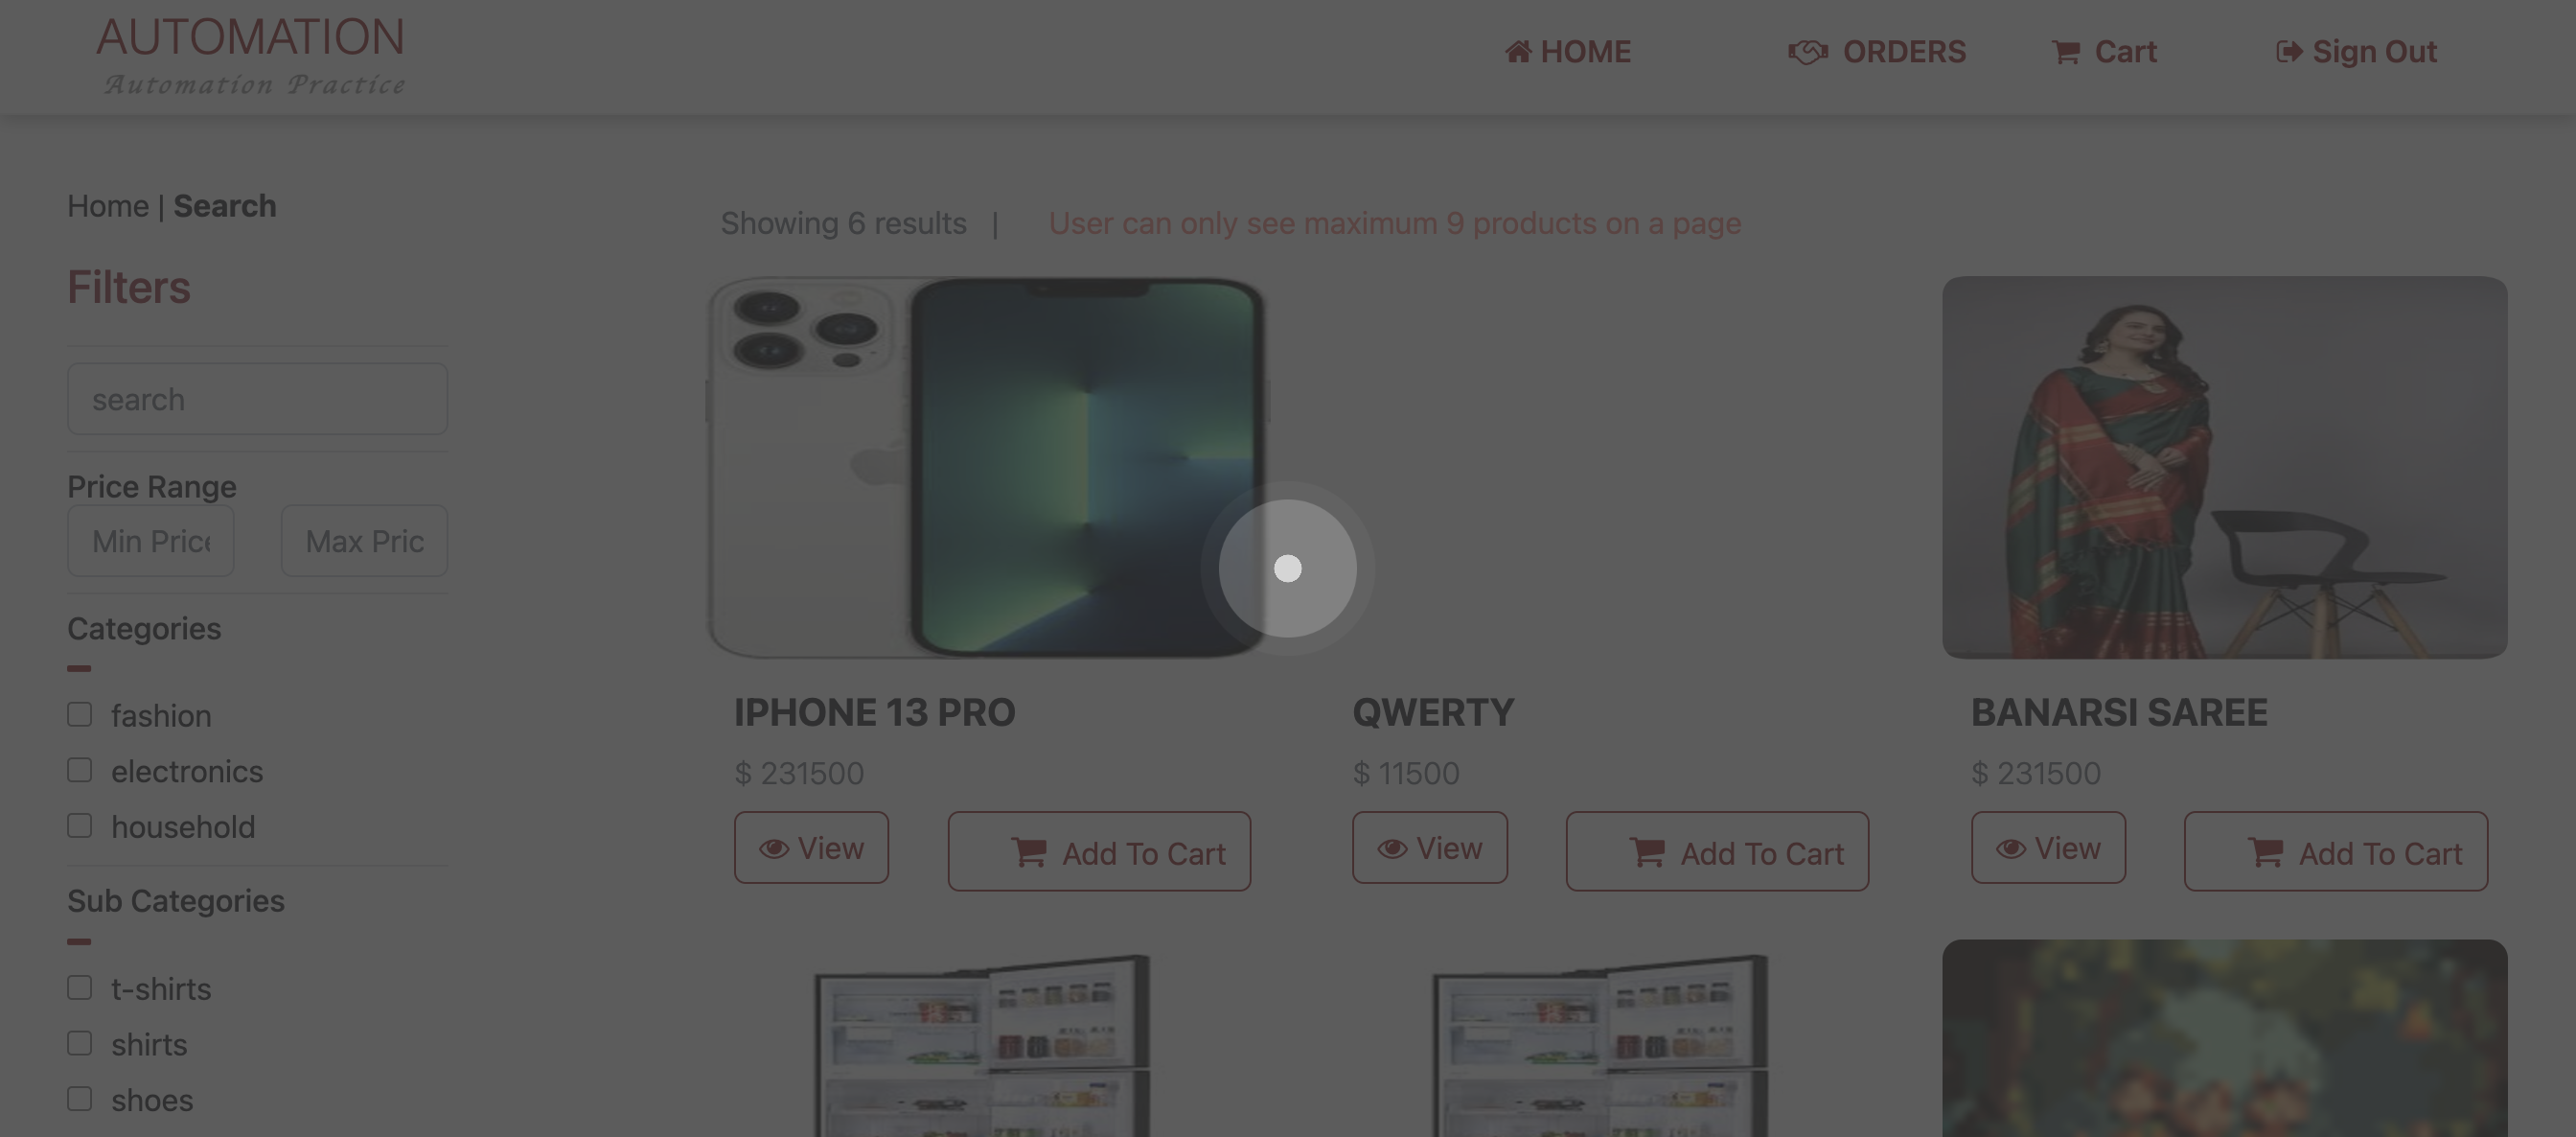 AUTOMATION
Automation Practice
HOME
ORDERS
Cart
Sign Out
Home | Search
Showing 6 results |
User can only see maximum 9 products on a page
Filters
search
Price Range
Min Price
Max Pric
Categories
fashion
electronics
household
Sub Categories
t-shirts
shirts
shoes
IPHONE 13 PRO
$ 231500
View
Add To Cart
QWERTY
$ 11500
View
Add To Cart
BANARSI SAREE
$ 231500
View
Add To Cart